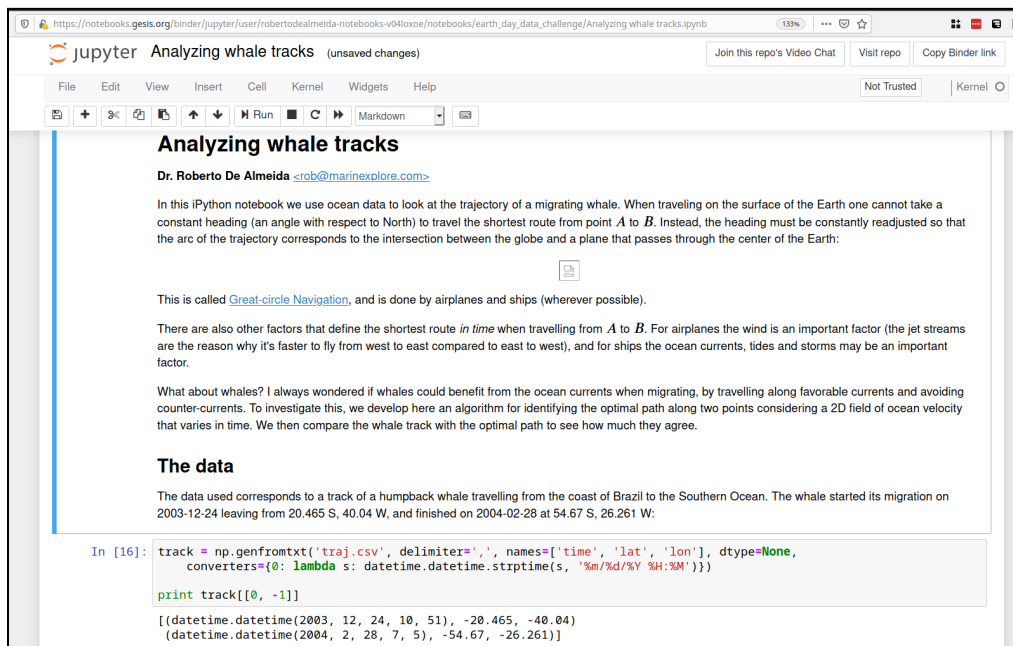 https://notebooks.gesis.org/binder/jupyter/user/robertodealmeida-notebooks-v04loxoe/notebooks/earth_day_data_challenge/Analyzing whale tracks.ipynb 133%
jupyter Analyzing whale tracks (unsaved changes) Join this repo's Video Chat Visit repo Copy Binder link
File Edit View Insert Cell Kernel Widgets Help Not Trusted Kernel
Run Markdown
Analyzing whale tracks
Dr. Roberto De Almeida <rob@marinexplore.com>
In this iPython notebook we use ocean data to look at the trajectory of a migrating whale. When traveling on the surface of the Earth one cannot take a
constant heading (an angle with respect to North) to travel the shortest route from point A to B. Instead, the heading must be constantly readjusted so that
the arc of the trajectory corresponds to the intersection between the globe and a plane that passes through the center of the Earth:
This is called Great-circle Navigation, and is done by airplanes and ships (wherever possible).
There are also other factors that define the shortest route in time when travelling from A to B. For airplanes the wind is an important factor (the jet streams
are the reason why it's faster to fly from west to east compared to east to west), and for ships the ocean currents, tides and storms may be an important
factor.
What about whales? I always wondered if whales could benefit from the ocean currents when migrating, by travelling along favorable currents and avoiding
counter-currents. To investigate this, we develop here an algorithm for identifying the optimal path along two points considering a 2D field of ocean velocity
that varies in time. We then compare the whale track with the optimal path to see how much they agree.
The data
The data used corresponds to a track of a humpback whale travelling from the coast of Brazil to the Southern Ocean. The whale started its migration on
2003-12-24 leaving from 20.465 S, 40.04 W, and finished on 2004-02-28 at 54.67 S, 26.261 W:
In [16]: track = np.genfromtxt('traj.csv', delimiter=',', names=['time', 'lat', 'lon'], dtype=None,
converters={0: lambda s: datetime.datetime.strptime(s, '%m/%d/%Y %H:%M')})
print track[[0, -1]]
[(datetime.datetime(2003, 12, 24, 10, 51), -20.465, -40.04)
(datetime.datetime(2004, 2, 28, 7, 5), -54.67, -26.261)]